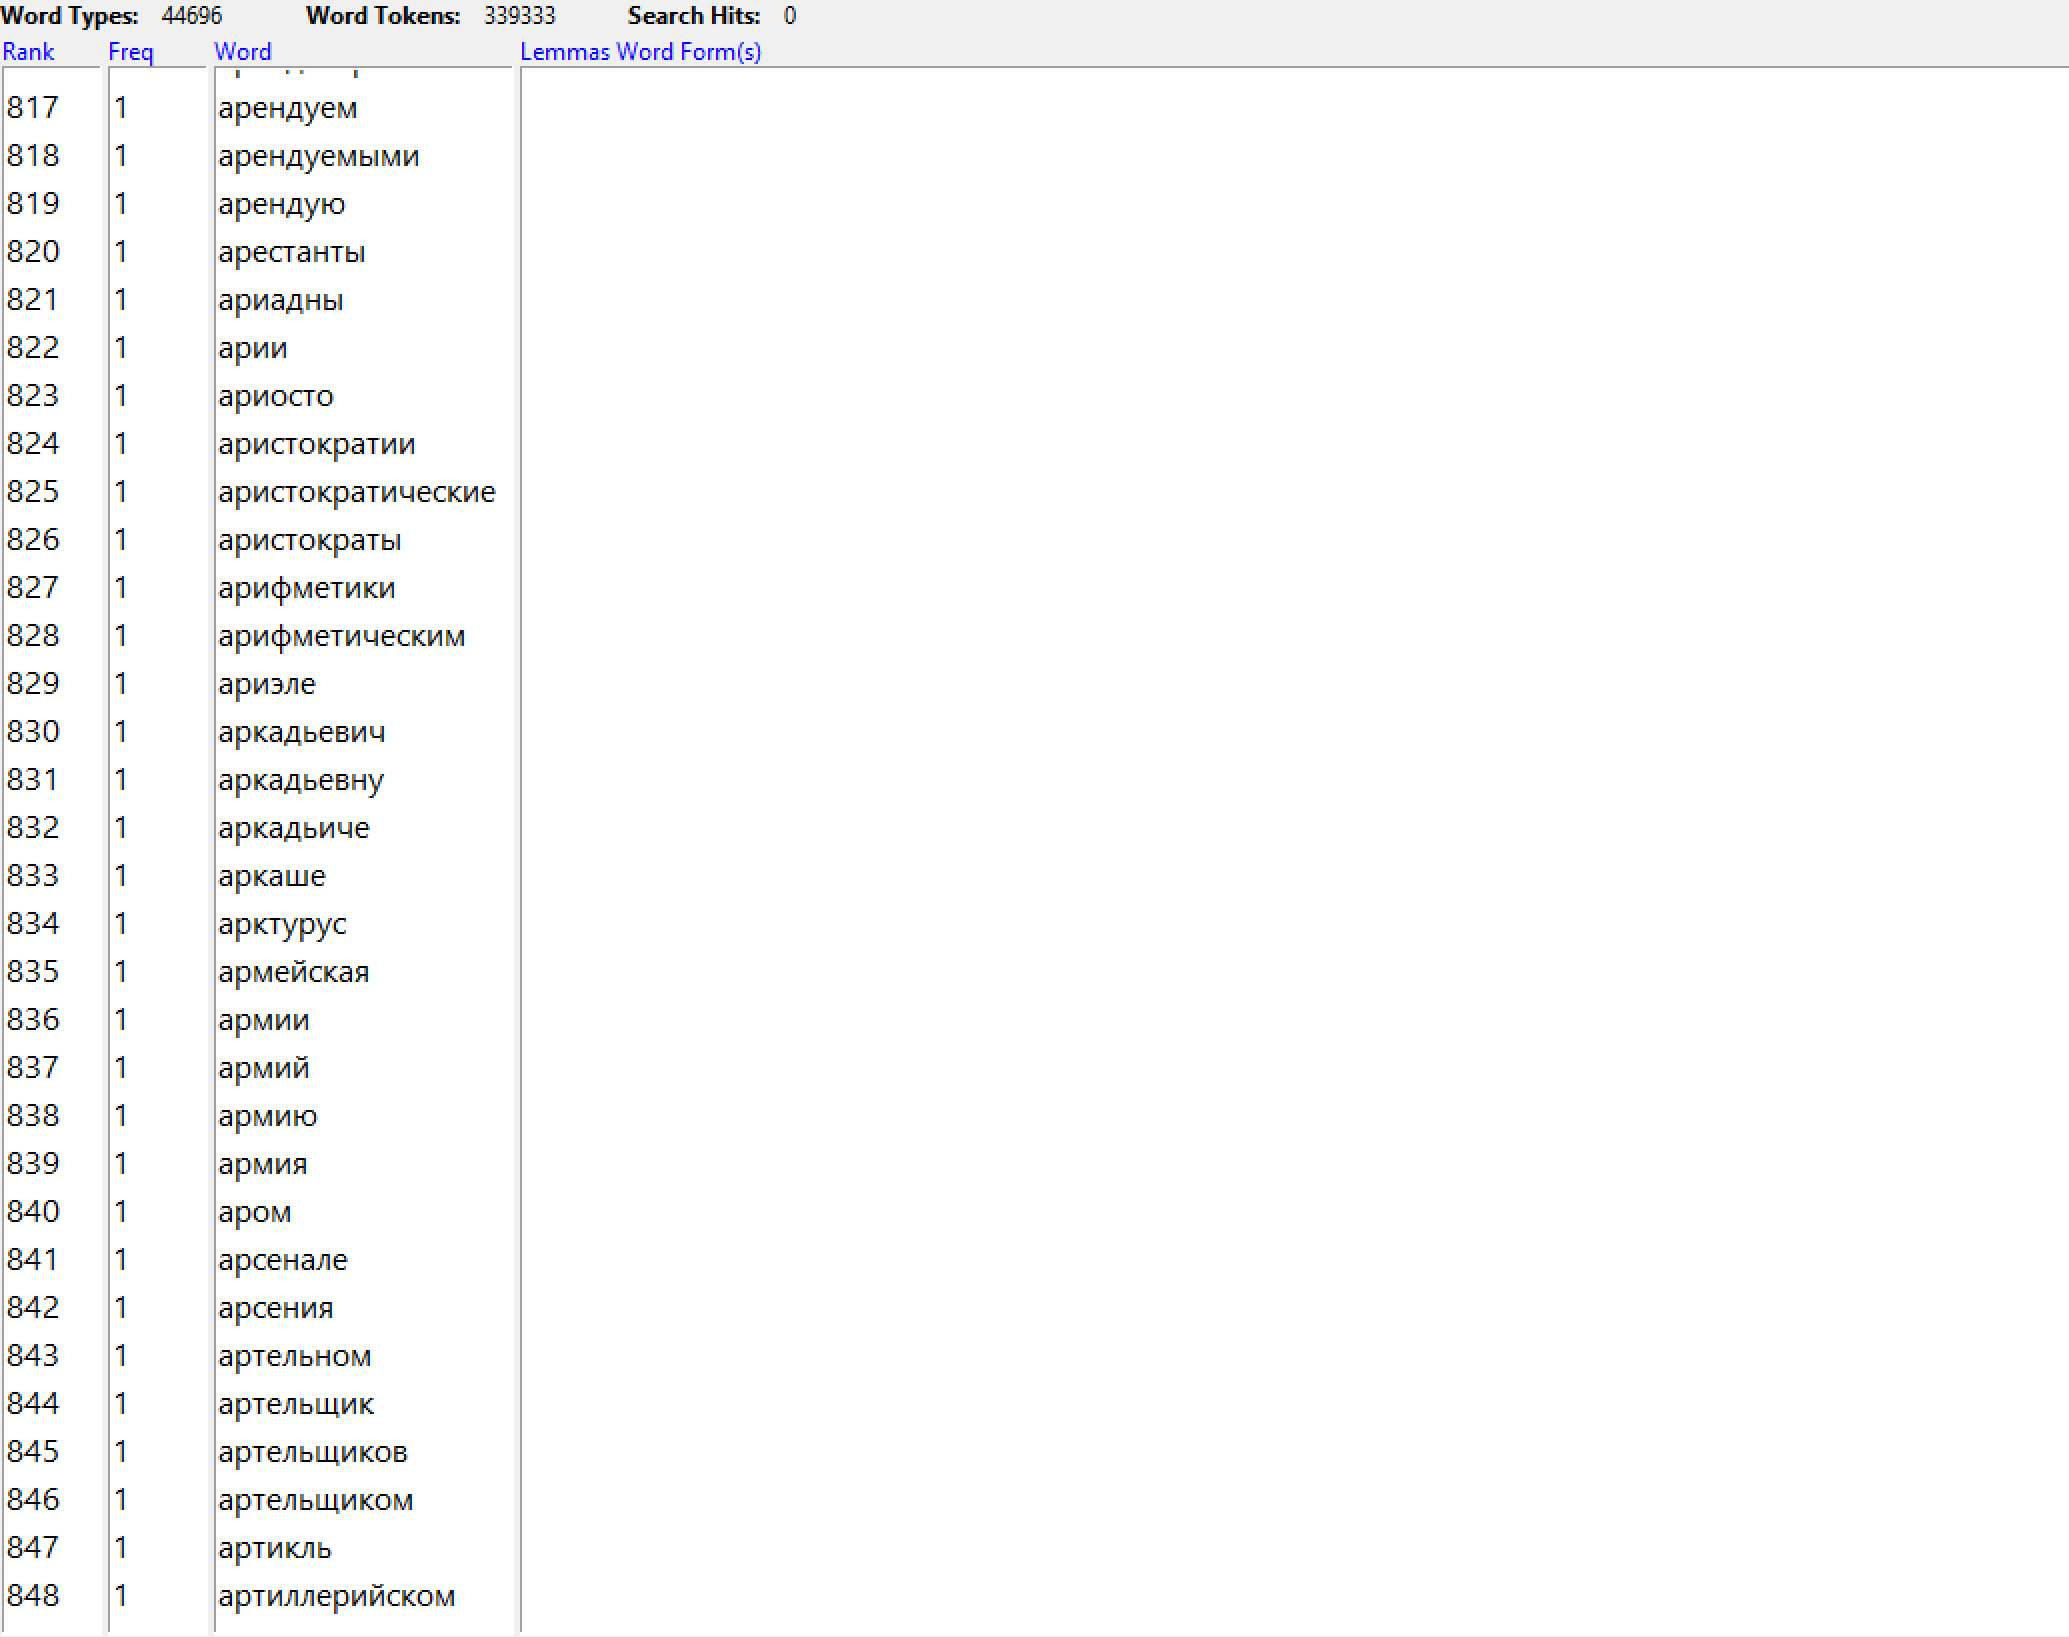 Word Types: 44696 Word Tokens: 339333 Search Hits: 0
Rank Freq Word Lemmas Word Form(s)
817 1 арендуем
818 1 арендуемыми
819 1 арендую
820 1 арестанты
821 1 ариадны
822 1 арии
823 1 ариосто
824 1 аристократии
825 1 аристократические
826 1 аристократы
827 1 арифметики
828 1 арифметическим
829 1 ариэле
830 1 аркадьевич
831 1 аркадьевну
832 1 аркадьиче
833 1 аркаше
834 1 арктурус
835 1 армейская
836 1 армии
837 1 армий
838 1 армию
839 1 армия
840 1 аром
841 1 арсенале
842 1 арсения
843 1 артельном
844 1 артельщик
845 1 артельщиков
846 1 артельщиком
847 1 артикль
848 1 артиллерийском